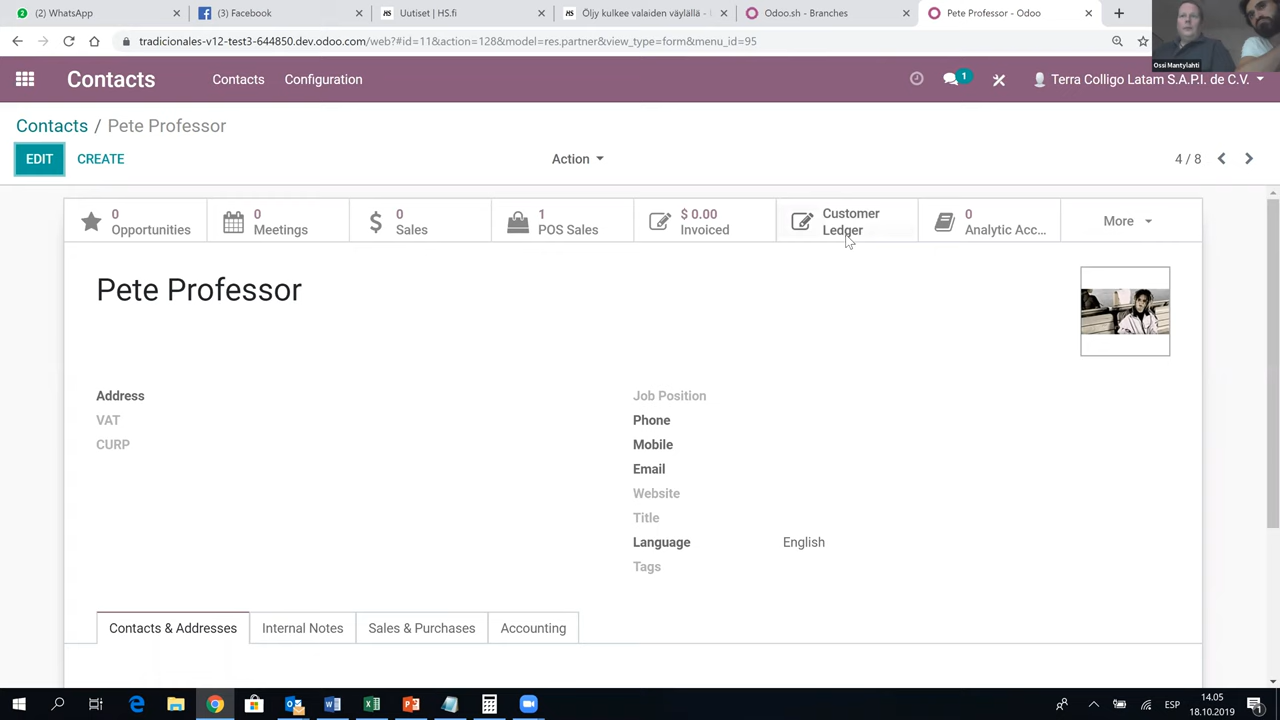 (2) WhatsApp
(3) Facebook
Uutiset | HS.fi
Öljy kulkee valaiden väylällä -
Odoo.sh - Branches
Pete Professor - Odoo
tradicionales-v12-test3-644850.dev.odoo.com/web?#id=11&action=128&model=res.partner&view_type=form&menu_id=95
Ossi Mantylahti
Contacts
Contacts
Configuration
1
Terra Colligo Latam S.A.P.I. de C.V.
Contacts / Pete Professor
EDIT
CREATE
Action
4 / 8
0
Opportunities
0
Meetings
0
Sales
1
POS Sales
$ 0.00
Invoiced
Customer
Ledger
0
Analytic Acc...
More
Pete Professor
Address
VAT
CURP
Job Position
Phone
Mobile
Email
Website
Title
Language English
Tags
Contacts & Addresses
Internal Notes
Sales & Purchases
Accounting
ESP
14.05
18.10.2019
1